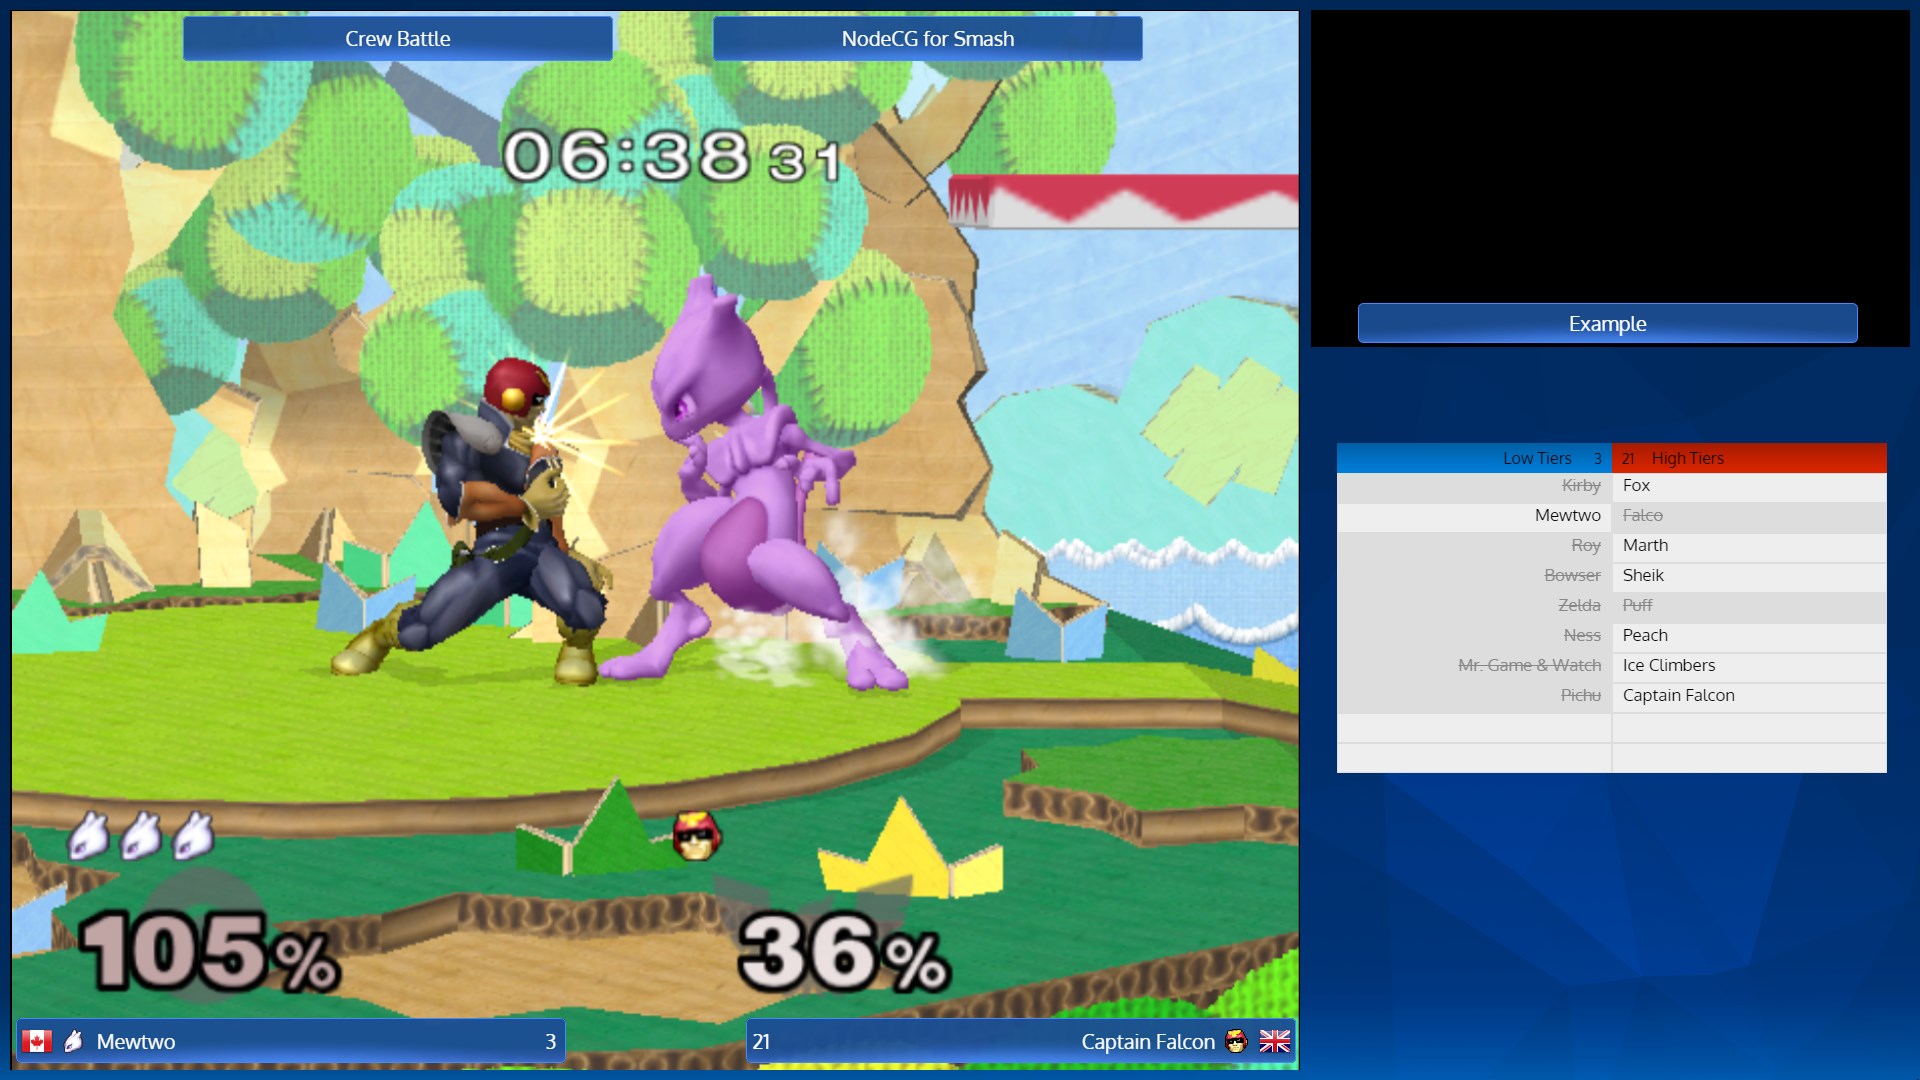 Crew Battle
NodeCG for Smash
06:38 31
Example
Low Tiers 3 21 High Tiers
Kirby Fox
Mewtwo Falco
Roy Marth
Bowser Sheik
Zelda Puff
Ness Peach
Mr. Game & Watch Ice Climbers
Pichu Captain Falcon
105% 36%
Mewtwo 3
21 Captain Falcon